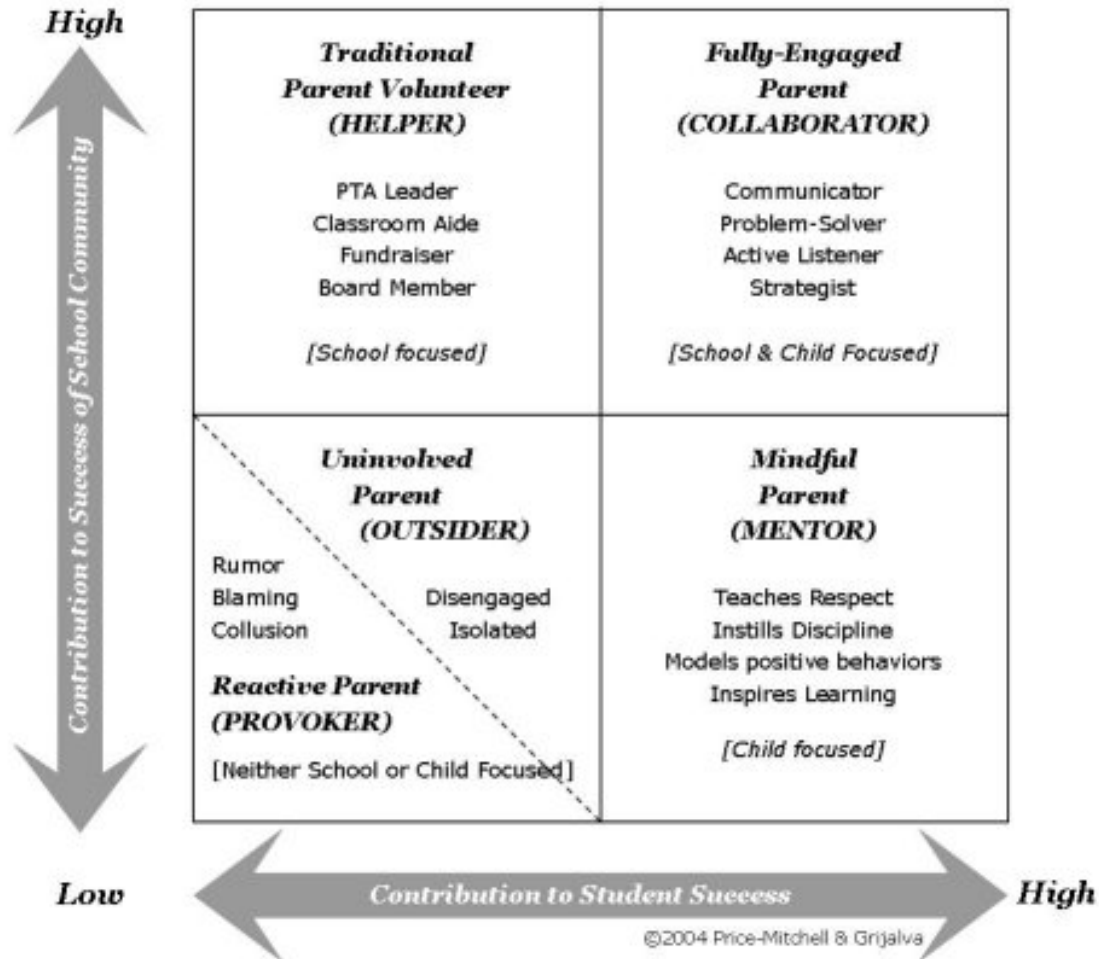 High
Contribution to Success of School Community
Low
Traditional
Parent Volunteer
(HELPER)
PTA Leader
Classroom Aide
Fundraiser
Board Member
[School focused]
Fully-Engaged
Parent
(COLLABORATOR)
Communicator
Problem-Solver
Active Listener
Strategist
[School & Child Focused]
Uninvolved
Parent
(OUTSIDER)
Disengaged
Isolated
Rumor
Blaming
Collusion
Reactive Parent
(PROVOKER)
[Neither School or Child Focused]
Mindful
Parent
(MENTOR)
Teaches Respect
Instills Discipline
Models positive behaviors
Inspires Learning
[Child focused]
Contribution to Student Success
High
©2004 Price-Mitchell & Grijalva